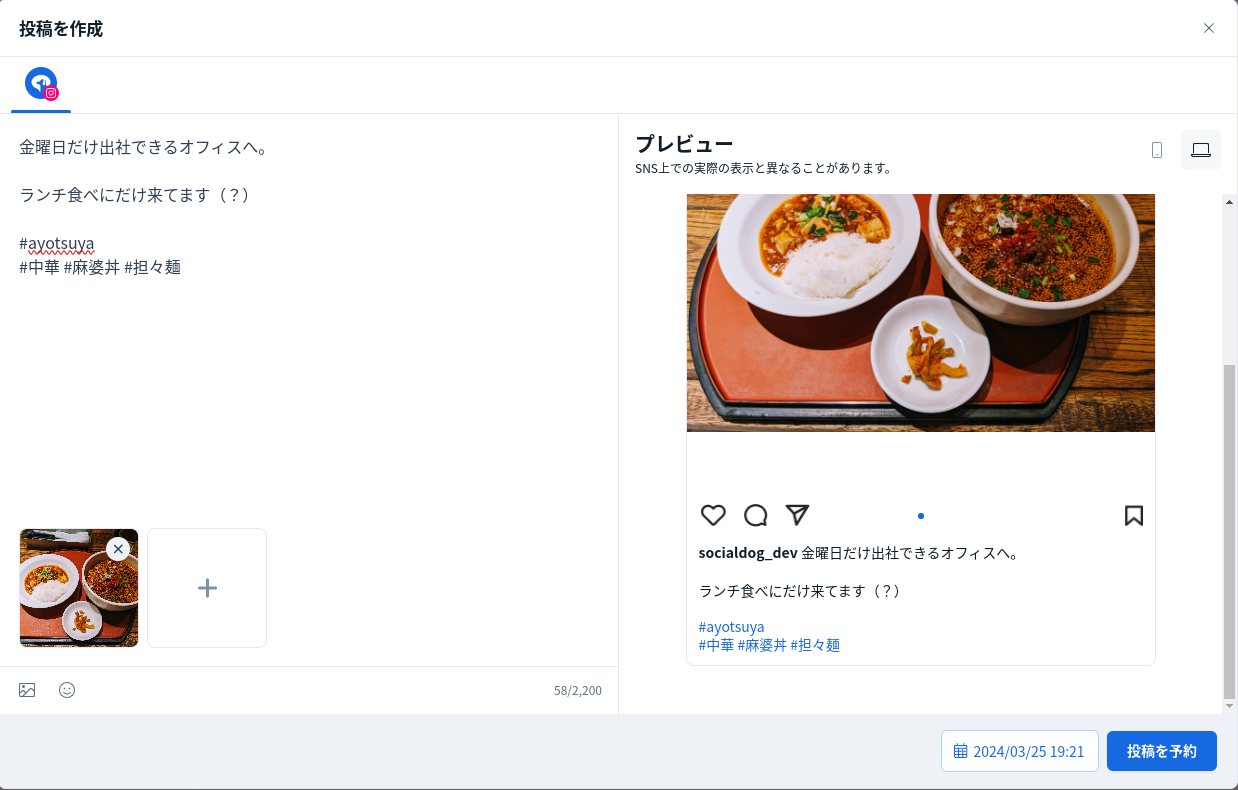 投稿を作成
金曜日だけ出社できるオフィスへ。
ランチ食べにだけ来てます（？）
#ayotsuya
#中華 #麻婆丼 #担々麺
58/2,200
プレビュー
SNS上での実際の表示と異なることがあります。
socialdog_dev 金曜日だけ出社できるオフィスへ。
ランチ食べにだけ来てます（？）
#ayotsuya
#中華 #麻婆丼 #担々麺
2024/03/25 19:21
投稿を予約